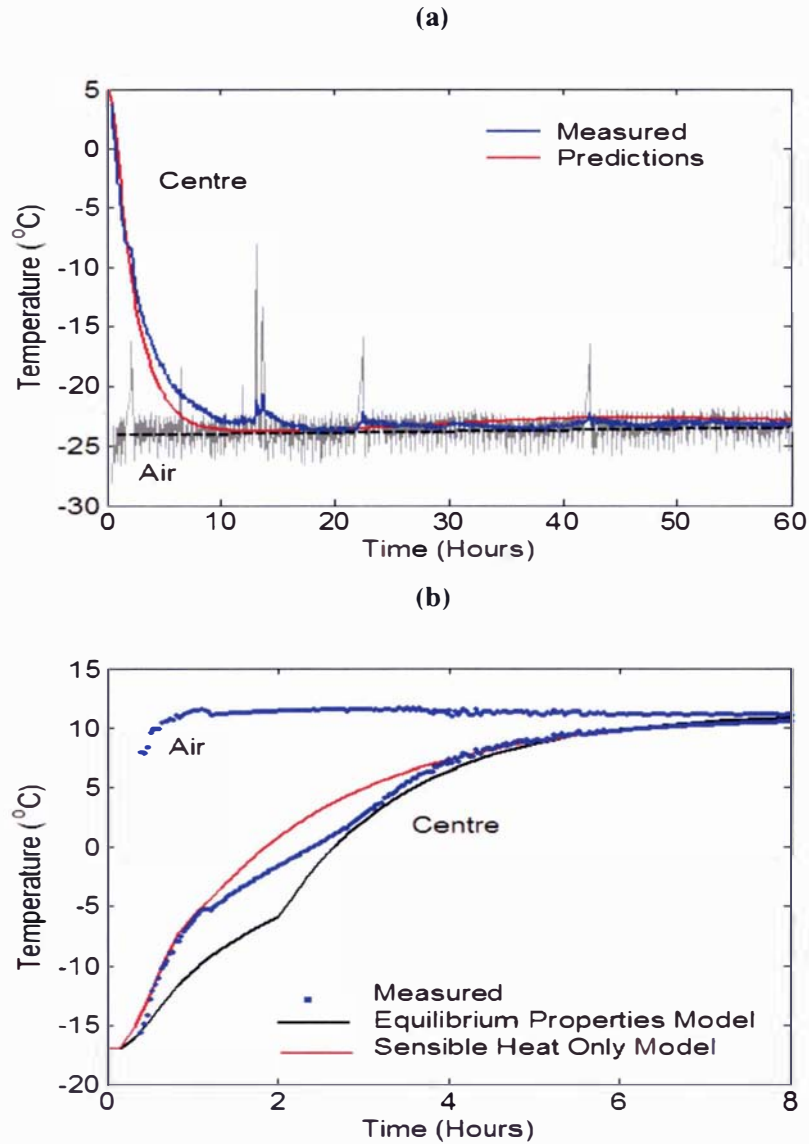 (a)
5
0
-5
-10
-15
-20
-25
-30
Temperature (⁰C)
Measured
Predictions
Centre
Air
0 10 20 30 40 50 60
Time (Hours)
(b)
15
10
5
0
-5
-10
-15
-20
Temperature (⁰C)
Air
Centre
Measured
Equilibrium Properties Model
Sensible Heat Only Model
0 2 4 6 8
Time (Hours)